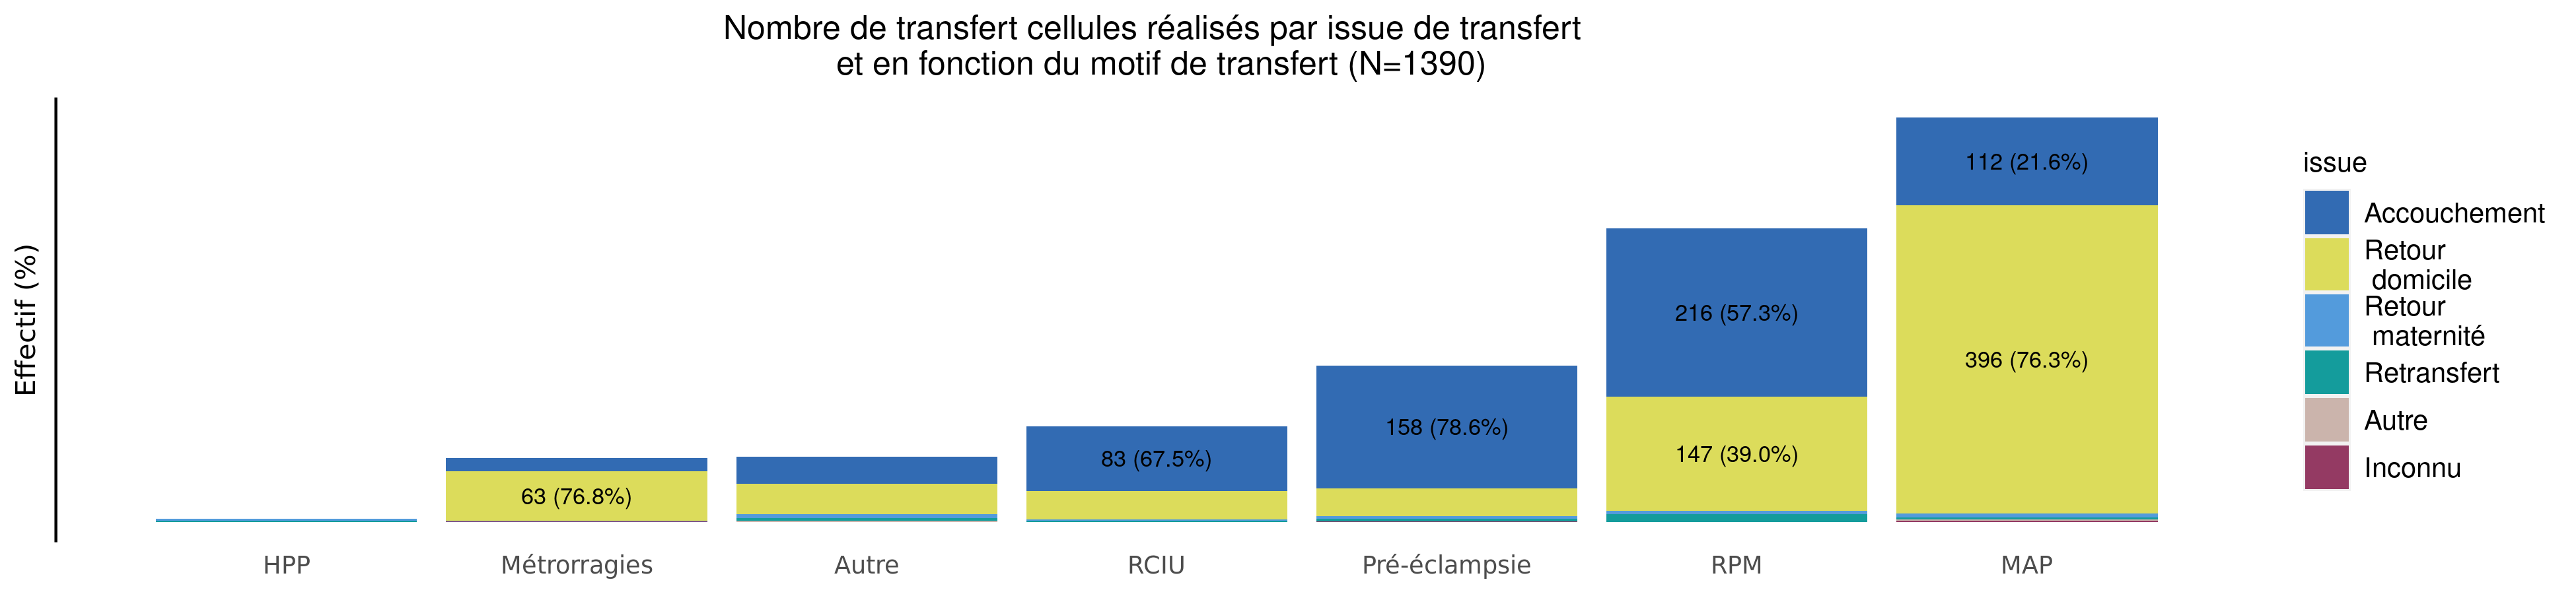 Nombre de transfert cellules réalisés par issue de transfert
et en fonction du motif de transfert (N=1390)
Effectif (%)
63 (76.8%)
83 (67.5%)
158 (78.6%)
216 (57.3%)
147 (39.0%)
112 (21.6%)
396 (76.3%)
HPP
Métrorragies
Autre
RCIU
Pré-éclampsie
RPM
MAP
issue
Accouchement
Retour
domicile
Retour
maternité
Retransfert
Autre
Inconnu